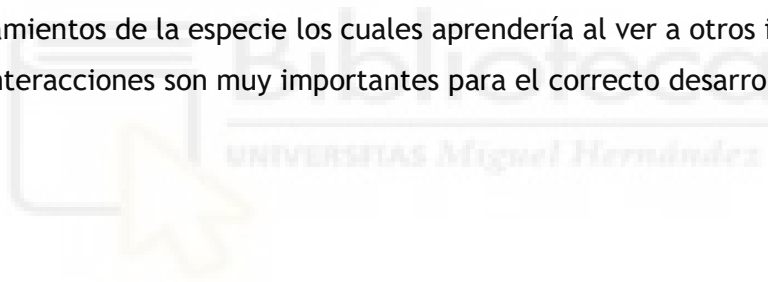 amientos de la especie los cuales aprendería al ver a otros
nteracciones son muy importantes para el correcto desarro
Biblioteca
UNIVERSITAS Miguel Hernández